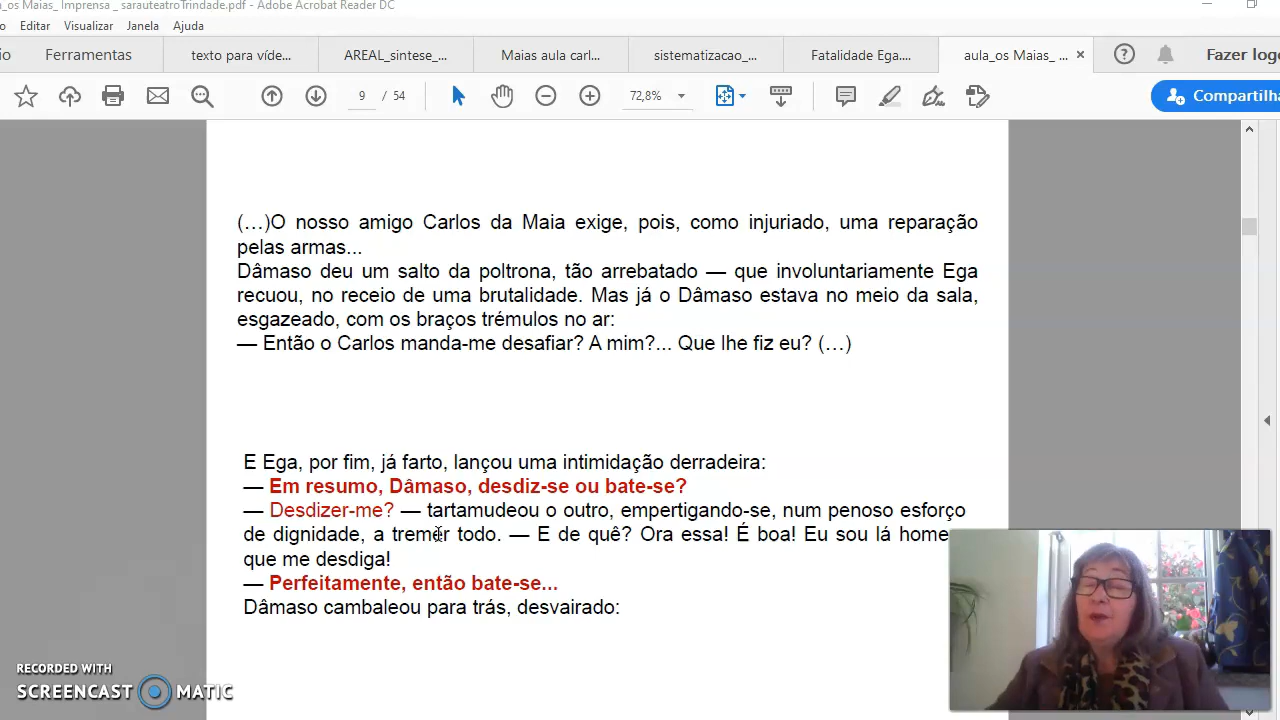 _os Maias_ Imprensa _ sarauteatroTrindade.pdf - Adobe Acrobat Reader DC
Editar Visualizar Janela Ajuda
Ferramentas texto para víde... AREAL_sintese_... Maias aula carl... sistematizacao_... Fatalidade Ega.... aula_os Maias_ ... × Fazer logo
9 / 54 72,8% Compartilha
(...)O nosso amigo Carlos da Maia exige, pois, como injuriado, uma reparação
pelas armas...
Dâmaso deu um salto da poltrona, tão arrebatado — que involuntariamente Ega
recuou, no receio de uma brutalidade. Mas já o Dâmaso estava no meio da sala,
esgazeado, com os braços trémulos no ar:
— Então o Carlos manda-me desafiar? A mim?... Que lhe fiz eu? (...)
E Ega, por fim, já farto, lançou uma intimidação derradeira:
— Em resumo, Dâmaso, desdiz-se ou bate-se?
— Desdizer-me? — tartamudeou o outro, empertigando-se, num penoso esforço
de dignidade, a tremer todo. — E de quê? Ora essa! É boa! Eu sou lá home
que me desdiga!
— Perfeitamente, então bate-se...
Dâmaso cambaleou para trás, desvairado:
RECORDED WITH
SCREENCAST MATIC